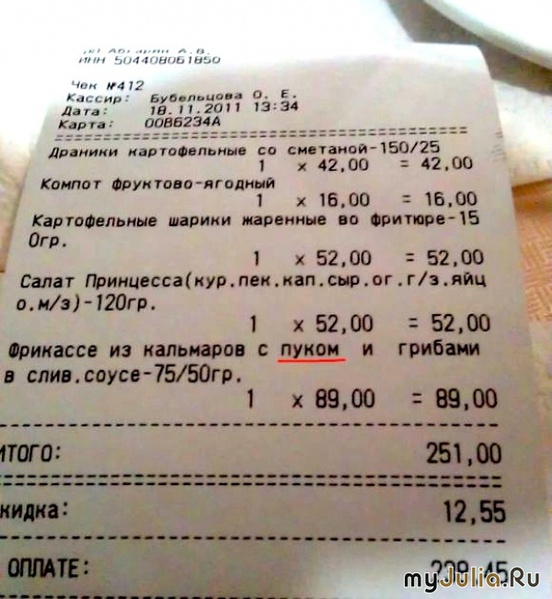 ИНН 504408061850
Чек №412
Кассир: Бубельцова О. Е.
Дата: 18.11.2011 13:34
Карта: 00B6234A
Драники картофельные со сметаной-150/25
1 х 42,00 = 42,00
Компот фруктово-ягодный
1 х 16,00 = 16,00
Картофельные шарики жаренные во фритюре-15
0гр.
1 х 52,00 = 52,00
Салат Принцесса(кур.пек.кап.сыр.ог.г/з.яйц
о.м/з)-120гр.
1 х 52,00 = 52,00
Фрикассе из кальмаров с пуком и грибами
в слив.соусе-75/50гр.
1 х 89,00 = 89,00
ИТОГО: 251,00
кидка: 12,55
ОПЛАТЕ:
myJulia.Ru